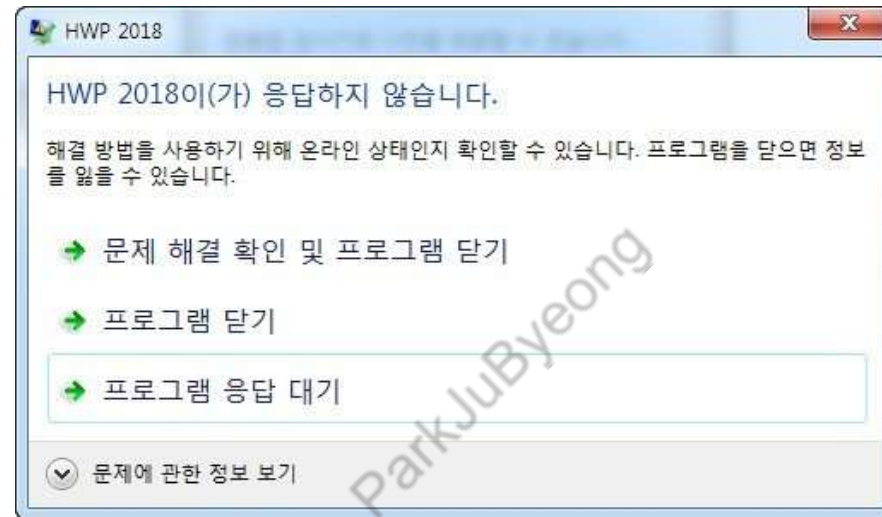 HWP 2018
HWP 2018이(가) 응답하지 않습니다.
해결 방법을 사용하기 위해 온라인 상태인지 확인할 수 있습니다. 프로그램을 닫으면 정보
를 잃을 수 있습니다.
문제 해결 확인 및 프로그램 닫기
프로그램 닫기
프로그램 응답 대기
문제에 관한 정보 보기
ParkJuByeong